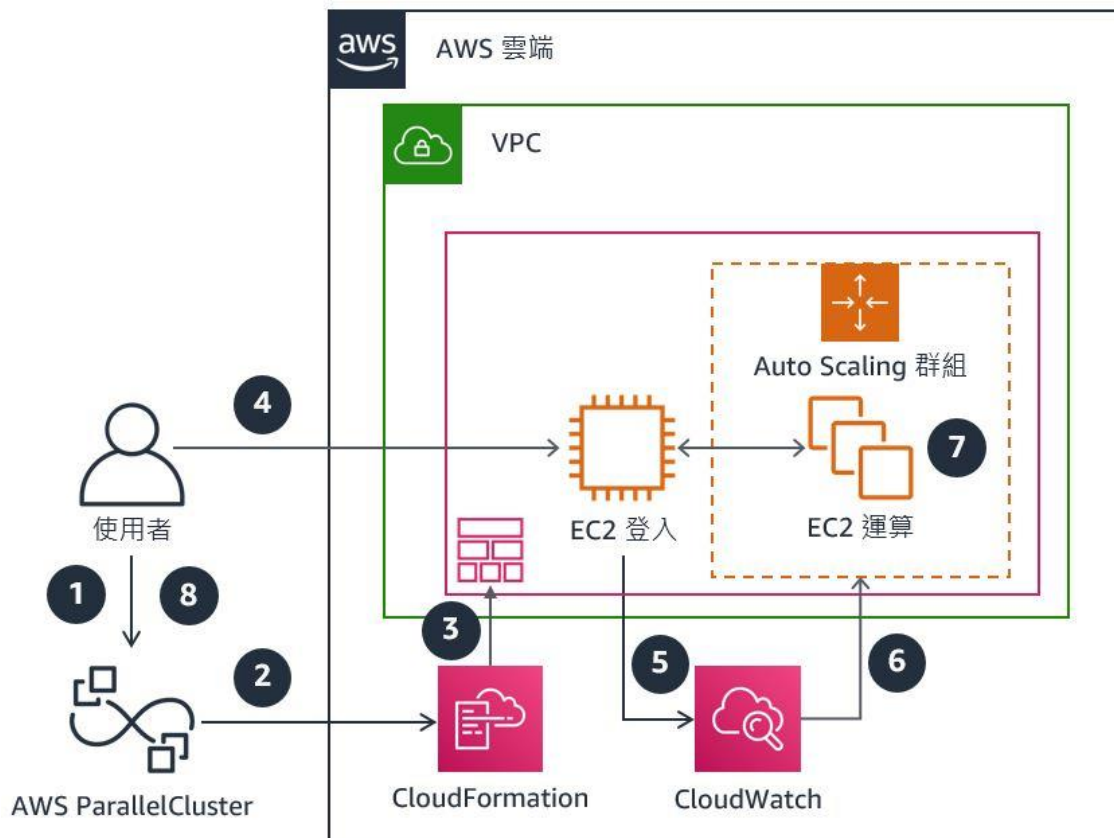 aws
AWS 雲端
VPC
Auto Scaling 群組
4
7
使用者
EC2 登入
EC2 運算
1
8
3
2
5
6
AWS ParallelCluster
CloudFormation
CloudWatch